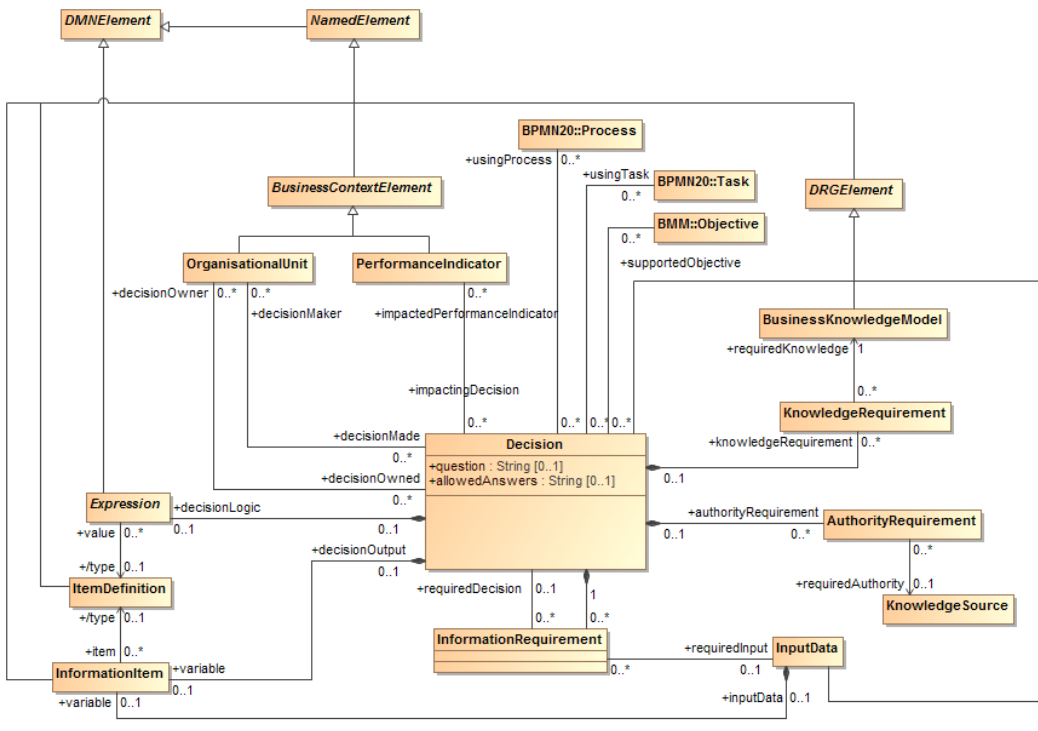 DMNElement
NamedElement
BPMN20::Process
+usingProcess
0..*
+usingTask
BPMN20::Task
0..*
BusinessContextElement
DRGElement
BMM::Objective
0..*
+supportedObjective
OrganisationalUnit
PerformanceIndicator
+decisionOwner
0..*
0..*
0..*
+decisionMaker
+impactedPerformanceIndicator
BusinessKnowledgeModel
+requiredKnowledge
1
+impactingDecision
0..*
0..*
0..*
0..*
0..*
KnowledgeRequirement
+decisionMade
0..*
Decision
+knowledgeRequirement
0..*
+question : String [0..1]
+allowedAnswers : String [0..1]
0..1
+decisionOwned
0..*
Expression
+decisionLogic
0..1
0..1
+authorityRequirement
0..1
0..*
AuthorityRequirement
+value
0..*
+decisionOutput
0..1
0..*
+/type
0..1
+requiredDecision
0..1
1
+requiredAuthority
0..1
ItemDefinition
KnowledgeSource
+/type
0..1
0..*
0..*
InformationRequirement
+item
0..*
+requiredInput
InputData
InformationItem
+variable
0..1
0..*
0..1
+variable
0..1
+inputData
0..1